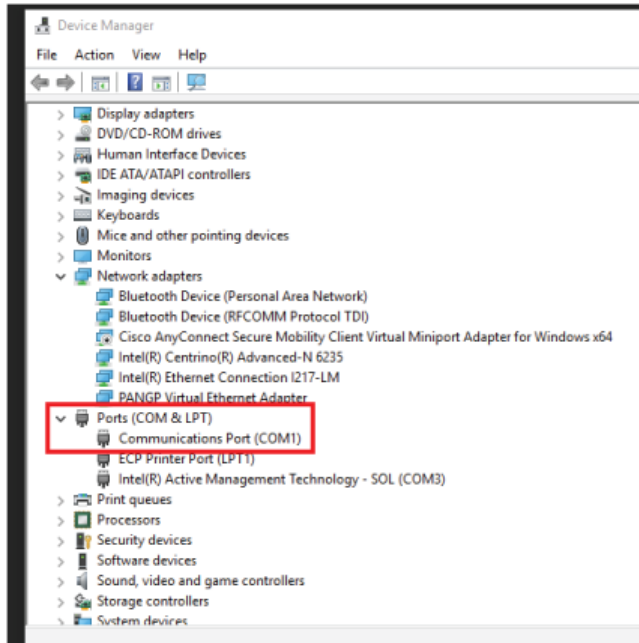 Device Manager
File Action View Help
Display adapters
DVD/CD-ROM drives
Human Interface Devices
IDE ATA/ATAPI controllers
Imaging devices
Keyboards
Mice and other pointing devices
Monitors
Network adapters
Bluetooth Device (Personal Area Network)
Bluetooth Device (RFCOMM Protocol TDI)
Cisco AnyConnect Secure Mobility Client Virtual Miniport Adapter for Windows x64
Intel(R) Centrino(R) Advanced-N 6235
Intel(R) Ethernet Connection I217-LM
PANGP Virtual Ethernet Adapter
Ports (COM & LPT)
Communications Port (COM1)
ECP Printer Port (LPT1)
Intel(R) Active Management Technology - SOL (COM3)
Print queues
Processors
Security devices
Software devices
Sound, video and game controllers
Storage controllers
System devices